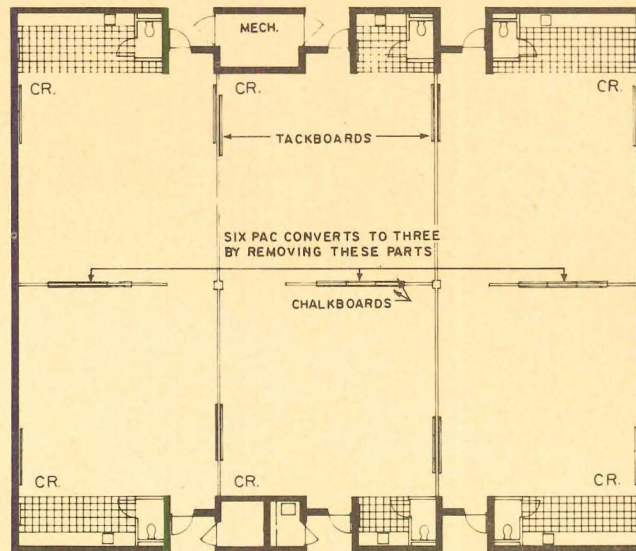 MECH.
CR.
CR.
CR.
TACKBOARDS
SIX PAC CONVERTS TO THREE
BY REMOVING THESE PARTS
CHALKBOARDS
CR.
CR.
CR.